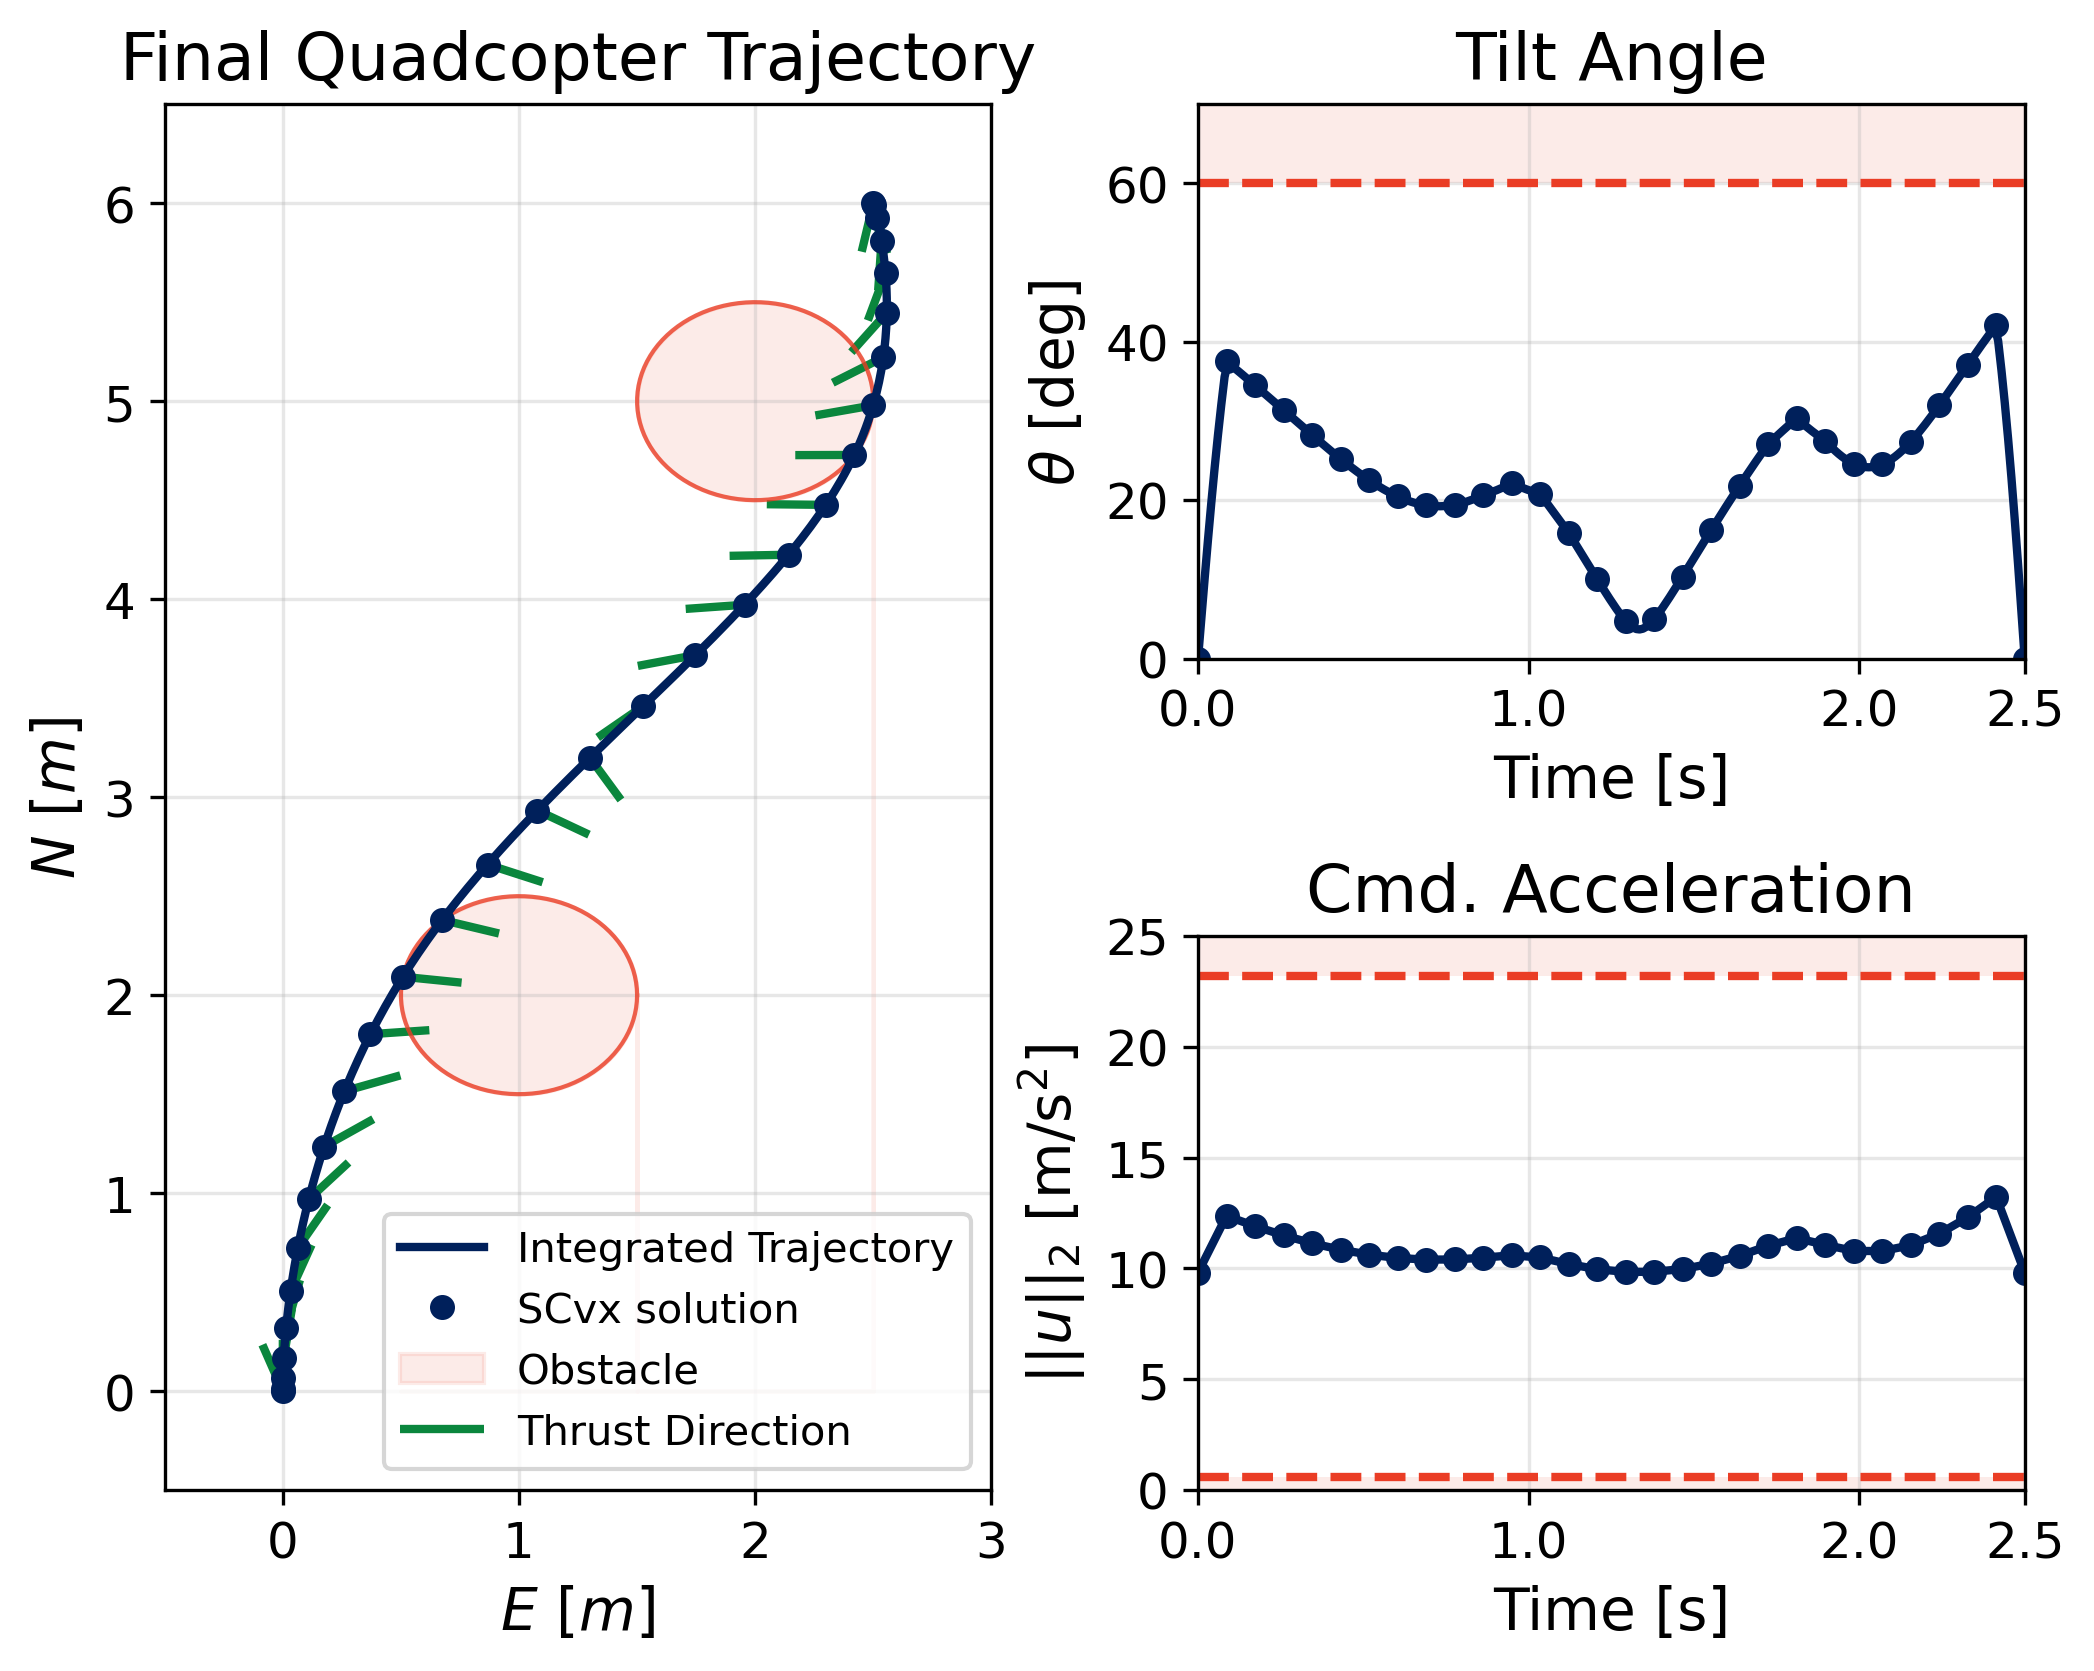 Final Quadcopter Trajectory
6
5
4
3
2
1
0
N [m]
0 1 2 3
E [m]
Integrated Trajectory
SCvx solution
Obstacle
Thrust Direction
Tilt Angle
60
40
20
0
θ [deg]
0.0 1.0 2.0 2.5
Time [s]
Cmd. Acceleration
25
20
15
10
5
0
||u||₂ [m/s²]
0.0 1.0 2.0 2.5
Time [s]